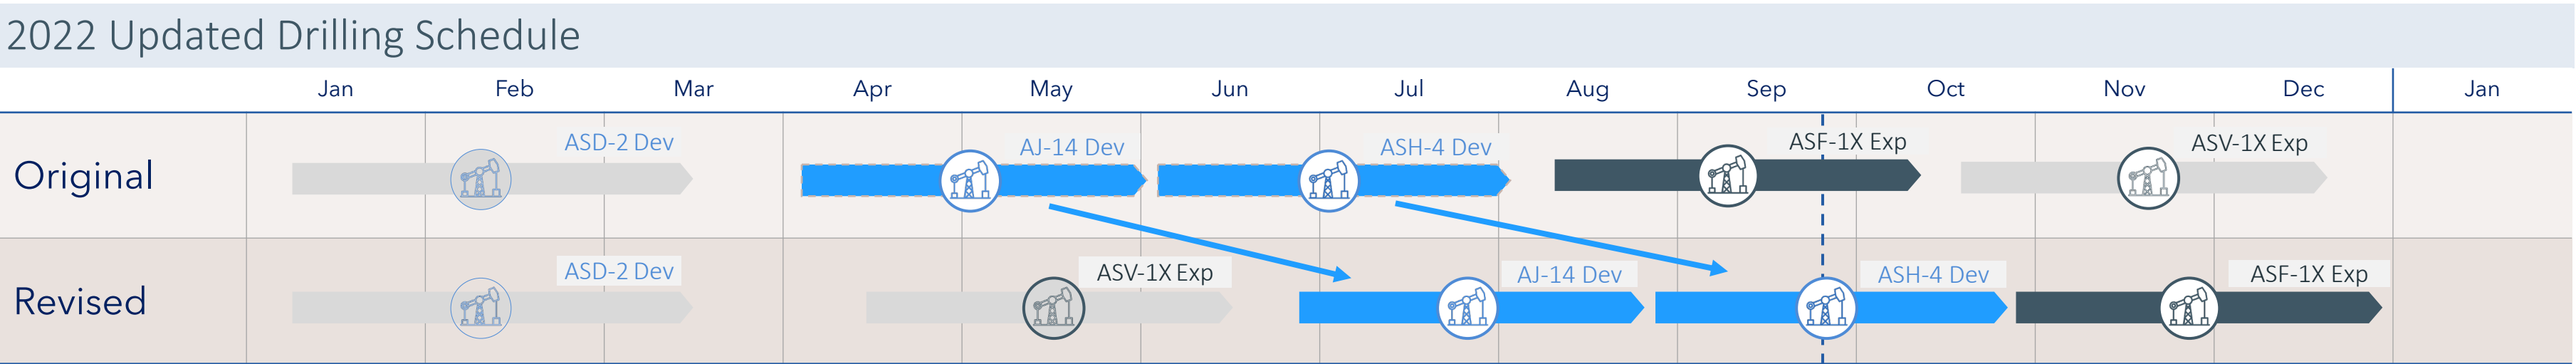 2022 Updated Drilling Schedule
Jan Feb Mar Apr May Jun Jul Aug Sep Oct Nov Dec Jan
Original ASD-2 Dev AJ-14 Dev ASH-4 Dev ASF-1X Exp ASV-1X Exp
Revised ASD-2 Dev ASV-1X Exp AJ-14 Dev ASH-4 Dev ASF-1X Exp